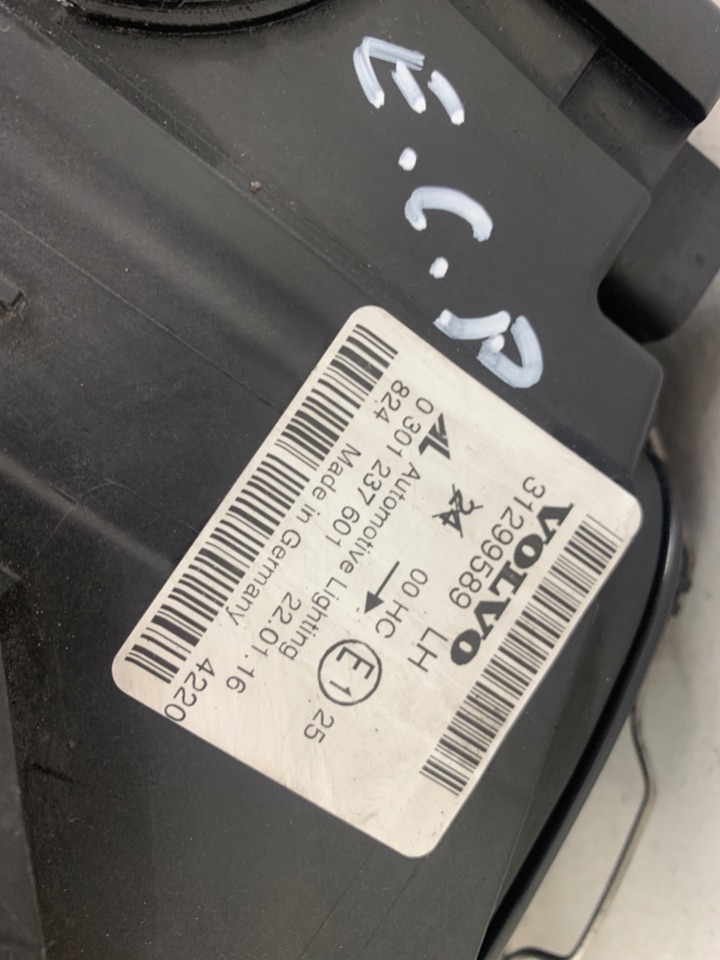 E.C.P
VOLVO
31299589 LH
24 00 HC
E1 25
AL Automotive Lighting
0 301 237 601 22.01.16
824 Made in Germany 4220